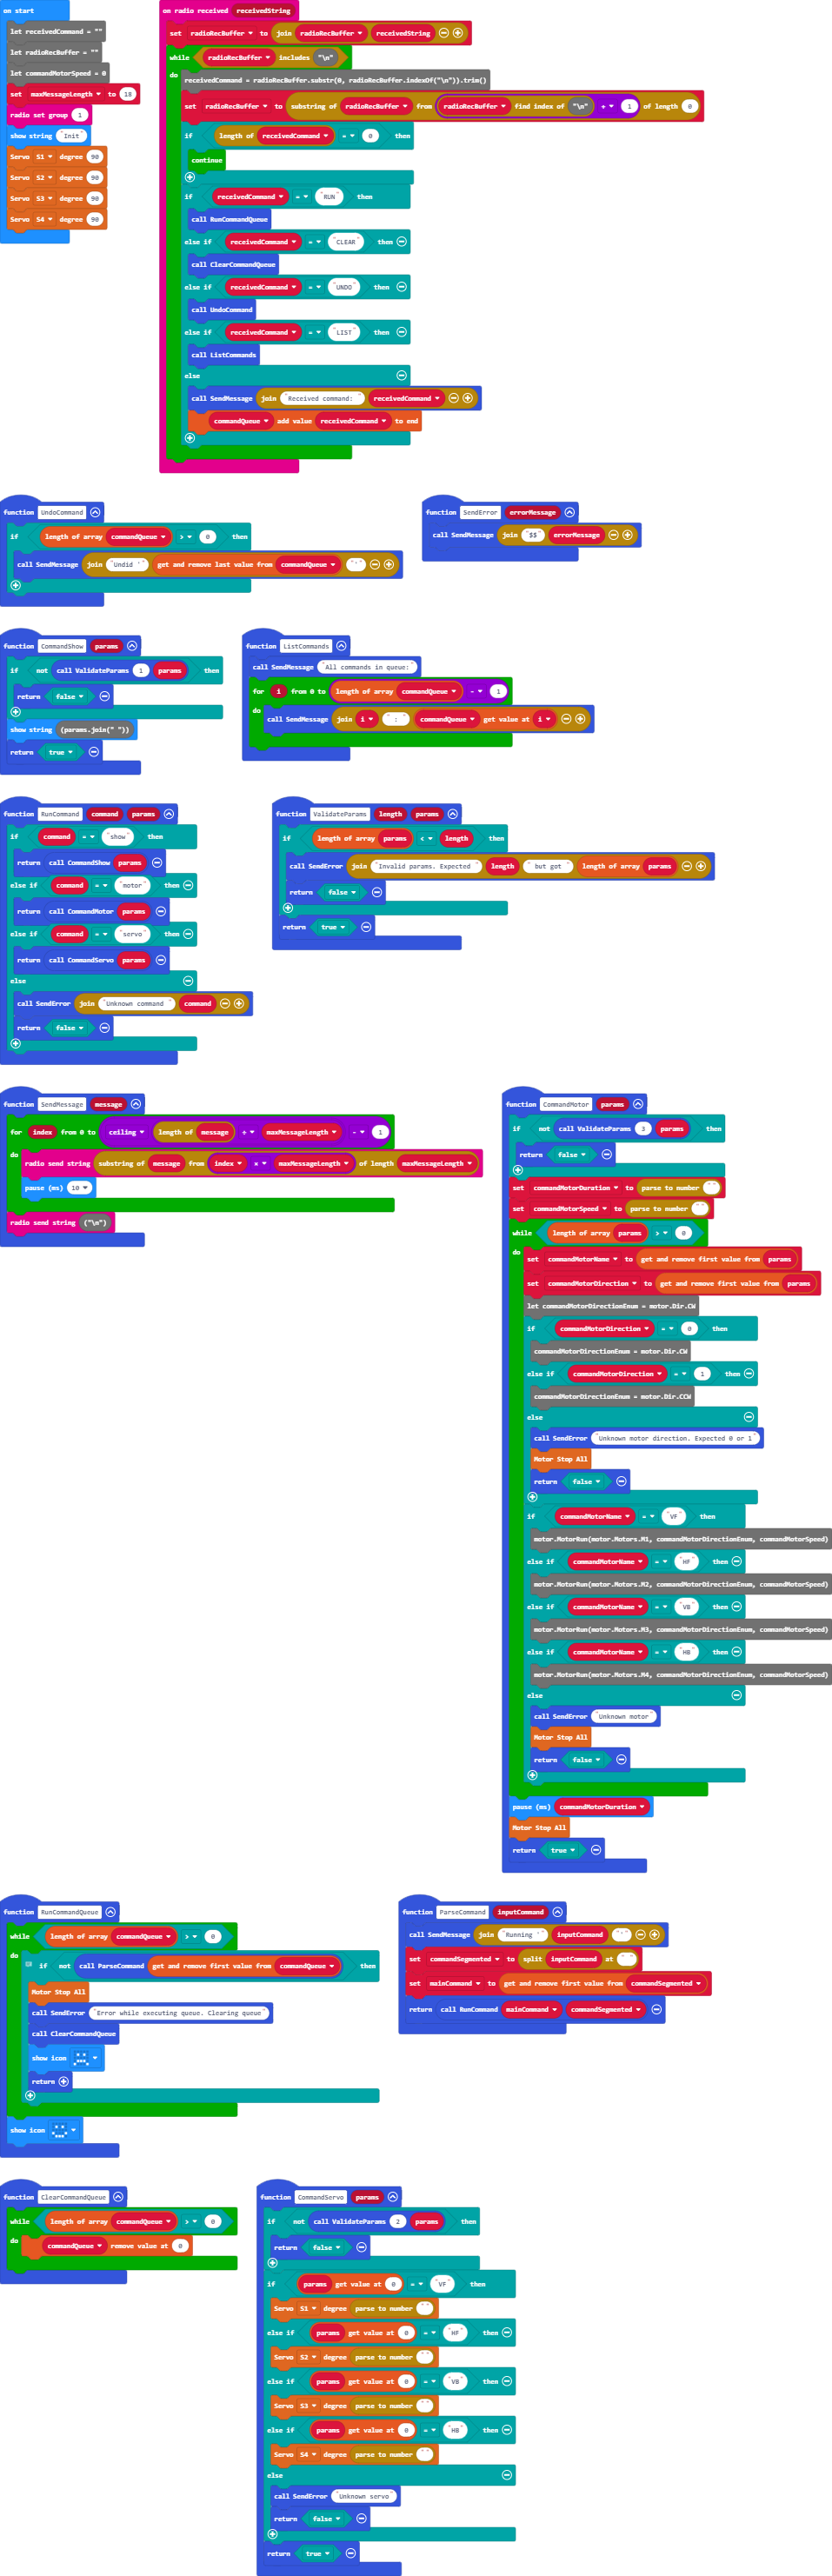 on start
let receivedCommand = ""
let radioRecBuffer = ""
let commandMotorSpeed = 0
set maxMessageLength to 18
radio set group 1
show string "Init"
Servo S1 degree 90
Servo S2 degree 90
Servo S3 degree 90
Servo S4 degree 90
on radio received receivedString
set radioRecBuffer to join radioRecBuffer receivedString
while radioRecBuffer includes "\n"
do receivedCommand = radioRecBuffer.substr(0, radioRecBuffer.indexOf("\n")).trim()
set radioRecBuffer to substring of radioRecBuffer from radioRecBuffer find index of "\n" + 1 of length 0
if length of receivedCommand = 0 then
continue
if receivedCommand = "RUN" then
call RunCommandQueue
else if receivedCommand = "CLEAR" then
call ClearCommandQueue
else if receivedCommand = "UNDO" then
call UndoCommand
else if receivedCommand = "LIST" then
call ListCommands
else
call SendMessage join "Received command: " receivedCommand
commandQueue add value receivedCommand to end
function UndoCommand
if length of array commandQueue > 0 then
call SendMessage join "Undid '" get and remove last value from commandQueue "'"
function SendError errorMessage
call SendMessage join "$$" errorMessage
function CommandShow params
if not call ValidateParams 1 params then
return false
show string (params.join(" "))
return true
function ListCommands
call SendMessage "All commands in queue:"
for i from 0 to length of array commandQueue - 1
do call SendMessage join i " : " commandQueue get value at i
function RunCommand command params
if command = "show" then
return call CommandShow params
else if command = "motor" then
return call CommandMotor params
else if command = "servo" then
return call CommandServo params
else
call SendError join "Unknown command " command
return false
function ValidateParams length params
if length of array params < length then
call SendError join "Invalid params. Expected " length " but got " length of array params
return false
return true
function SendMessage message
for index from 0 to ceiling length of message ÷ maxMessageLength - 1
do radio send string substring of message from index × maxMessageLength of length maxMessageLength
pause (ms) 10
radio send string ("\n")
function CommandMotor params
if not call ValidateParams 3 params then
return false
set commandMotorDuration to parse to number " "
set commandMotorSpeed to parse to number " "
while length of array params > 0
do set commandMotorName to get and remove first value from params
set commandMotorDirection to get and remove first value from params
let commandMotorDirectionEnum = motor.Dir.CW
if commandMotorDirection = 0 then
commandMotorDirectionEnum = motor.Dir.CW
else if commandMotorDirection = 1 then
commandMotorDirectionEnum = motor.Dir.CCW
else
call SendError "Unknown motor direction. Expected 0 or 1"
Motor Stop All
return false
if commandMotorName = "VF" then
motor.MotorRun(motor.Motors.M1, commandMotorDirectionEnum, commandMotorSpeed)
else if commandMotorName = "HF" then
motor.MotorRun(motor.Motors.M2, commandMotorDirectionEnum, commandMotorSpeed)
else if commandMotorName = "VB" then
motor.MotorRun(motor.Motors.M3, commandMotorDirectionEnum, commandMotorSpeed)
else if commandMotorName = "HB" then
motor.MotorRun(motor.Motors.M4, commandMotorDirectionEnum, commandMotorSpeed)
else
call SendError "Unknown motor"
Motor Stop All
return false
pause (ms) commandMotorDuration
Motor Stop All
return true
function RunCommandQueue
while length of array commandQueue > 0
do if not call ParseCommand get and remove first value from commandQueue then
Motor Stop All
call SendError "Error while executing queue. Clearing queue"
call ClearCommandQueue
show icon
return
show icon
function ParseCommand inputCommand
call SendMessage join "Running '" inputCommand "'"
set commandSegmented to split inputCommand at " "
set mainCommand to get and remove first value from commandSegmented
return call RunCommand mainCommand commandSegmented
function ClearCommandQueue
while length of array commandQueue > 0
do commandQueue remove value at 0
function CommandServo params
if not call ValidateParams 2 params then
return false
if params get value at 0 = "VF" then
Servo S1 degree parse to number " "
else if params get value at 0 = "HF" then
Servo S2 degree parse to number " "
else if params get value at 0 = "VB" then
Servo S3 degree parse to number " "
else if params get value at 0 = "HB" then
Servo S4 degree parse to number " "
else
call SendError "Unknown servo"
return false
return true